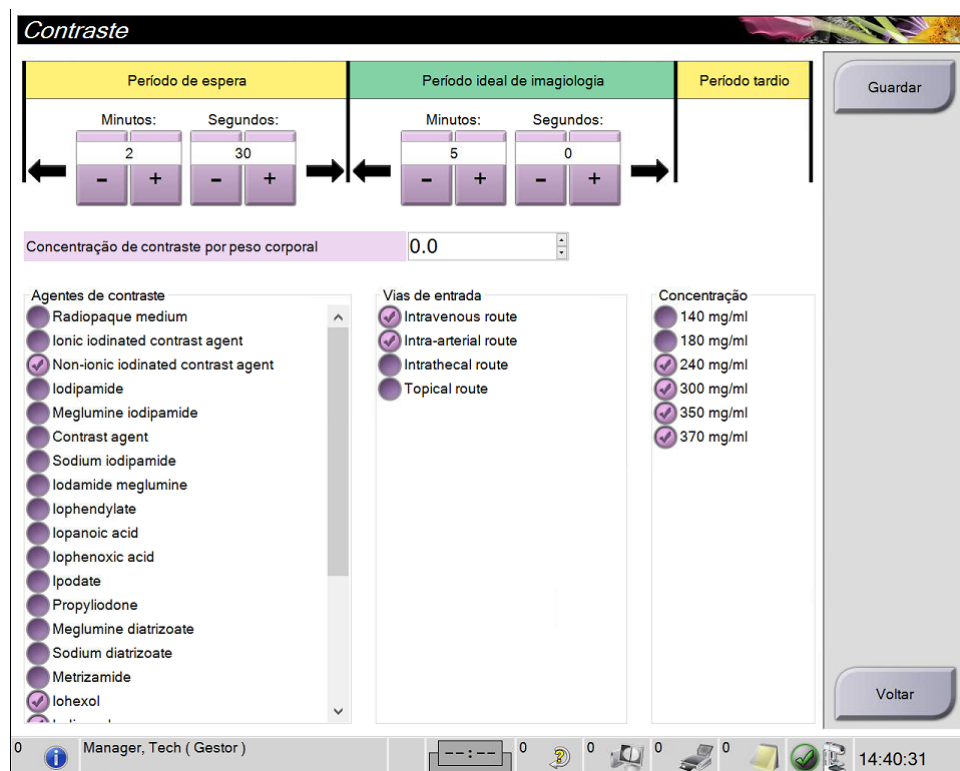 Contraste
Período de espera
Período ideal de imagiologia
Período tardio
Guardar
Minutos:
Segundos:
Minutos:
Segundos:
2
30
5
0
- + - +
- + - +
Concentração de contraste por peso corporal
0.0
Agentes de contraste
Radiopaque medium
Ionic iodinated contrast agent
Non-ionic iodinated contrast agent
Iodipamide
Meglumine iodipamide
Contrast agent
Sodium iodipamide
Iodamide meglumine
Iophendylate
Iopanoic acid
Iophenoxic acid
Ipodate
Propyliodone
Meglumine diatrizoate
Sodium diatrizoate
Metrizamide
Iohexol
Vias de entrada
Intravenous route
Intra-arterial route
Intrathecal route
Topical route
Concentração
140 mg/ml
180 mg/ml
240 mg/ml
300 mg/ml
350 mg/ml
370 mg/ml
Voltar
0
Manager, Tech ( Gestor )
--:--
0
0
0
0
14:40:31